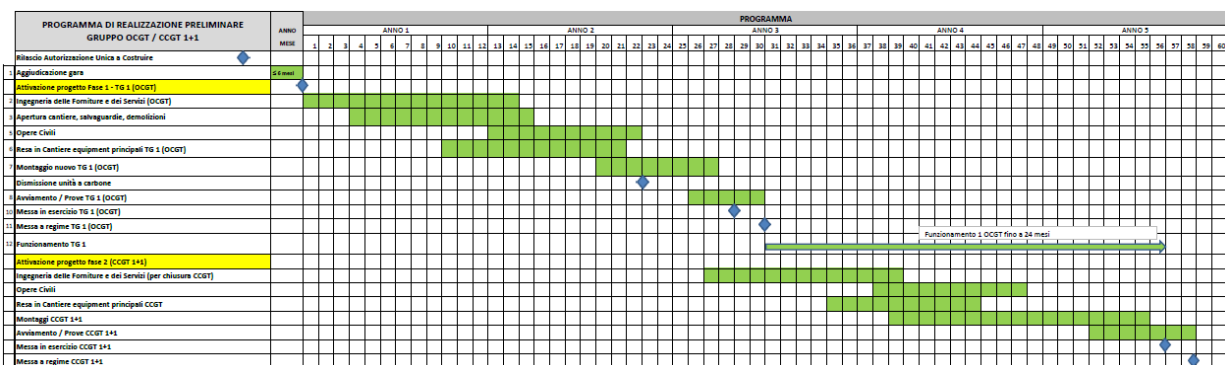 PROGRAMMA DI REALIZZAZIONE PRELIMINARE
GRUPPO OCGT / CCGT 1+1
ANNO
MESE
PROGRAMMA
ANNO 1 ANNO 2 ANNO 3 ANNO 4 ANNO 5
1 2 3 4 5 6 7 8 9 10 11 12 13 14 15 16 17 18 19 20 21 22 23 24 25 26 27 28 29 30 31 32 33 34 35 36 37 38 39 40 41 42 43 44 45 46 47 48 49 50 51 52 53 54 55 56 57 58 59 60
Rilascio Autorizzazione Unica a Costruire
1 Aggiudicazione gara ≤ 6 mesi
Attivazione progetto Fase 1 - TG 1 (OCGT)
2 Ingegneria delle Forniture e dei Servizi (OCGT)
3 Apertura cantiere, salvaguardie, demolizioni
5 Opere Civili
6 Resa in Cantiere equipment principali TG 1 (OCGT)
7 Montaggio nuovo TG 1 (OCGT)
Dismissione unità a carbone
8 Avviamento / Prove TG 1 (OCGT)
10 Messa in esercizio TG 1 (OCGT)
11 Messa a regime TG 1 (OCGT)
12 Funzionamento TG 1 Funzionamento 1 OCGT fino a 24 mesi
Attivazione progetto fase 2 (CCGT 1+1)
Ingegneria delle Forniture e dei Servizi (per chiusura CCGT)
Opere Civili
Resa in Cantiere equipment principali CCGT
Montaggi CCGT 1+1
Avviamento / Prove CCGT 1+1
Messa in esercizio CCGT 1+1
Messa a regime CCGT 1+1